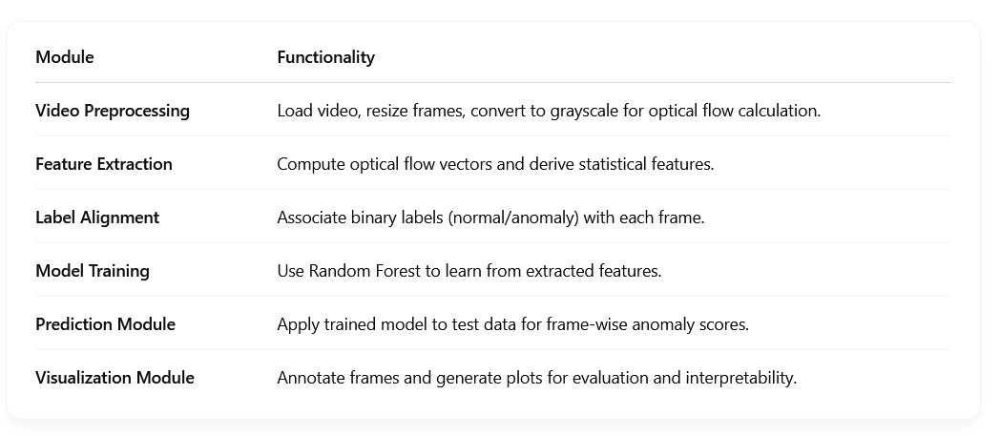 Module Functionality
Video Preprocessing Load video, resize frames, convert to grayscale for optical flow calculation.
Feature Extraction Compute optical flow vectors and derive statistical features.
Label Alignment Associate binary labels (normal/anomaly) with each frame.
Model Training Use Random Forest to learn from extracted features.
Prediction Module Apply trained model to test data for frame-wise anomaly scores.
Visualization Module Annotate frames and generate plots for evaluation and interpretability.